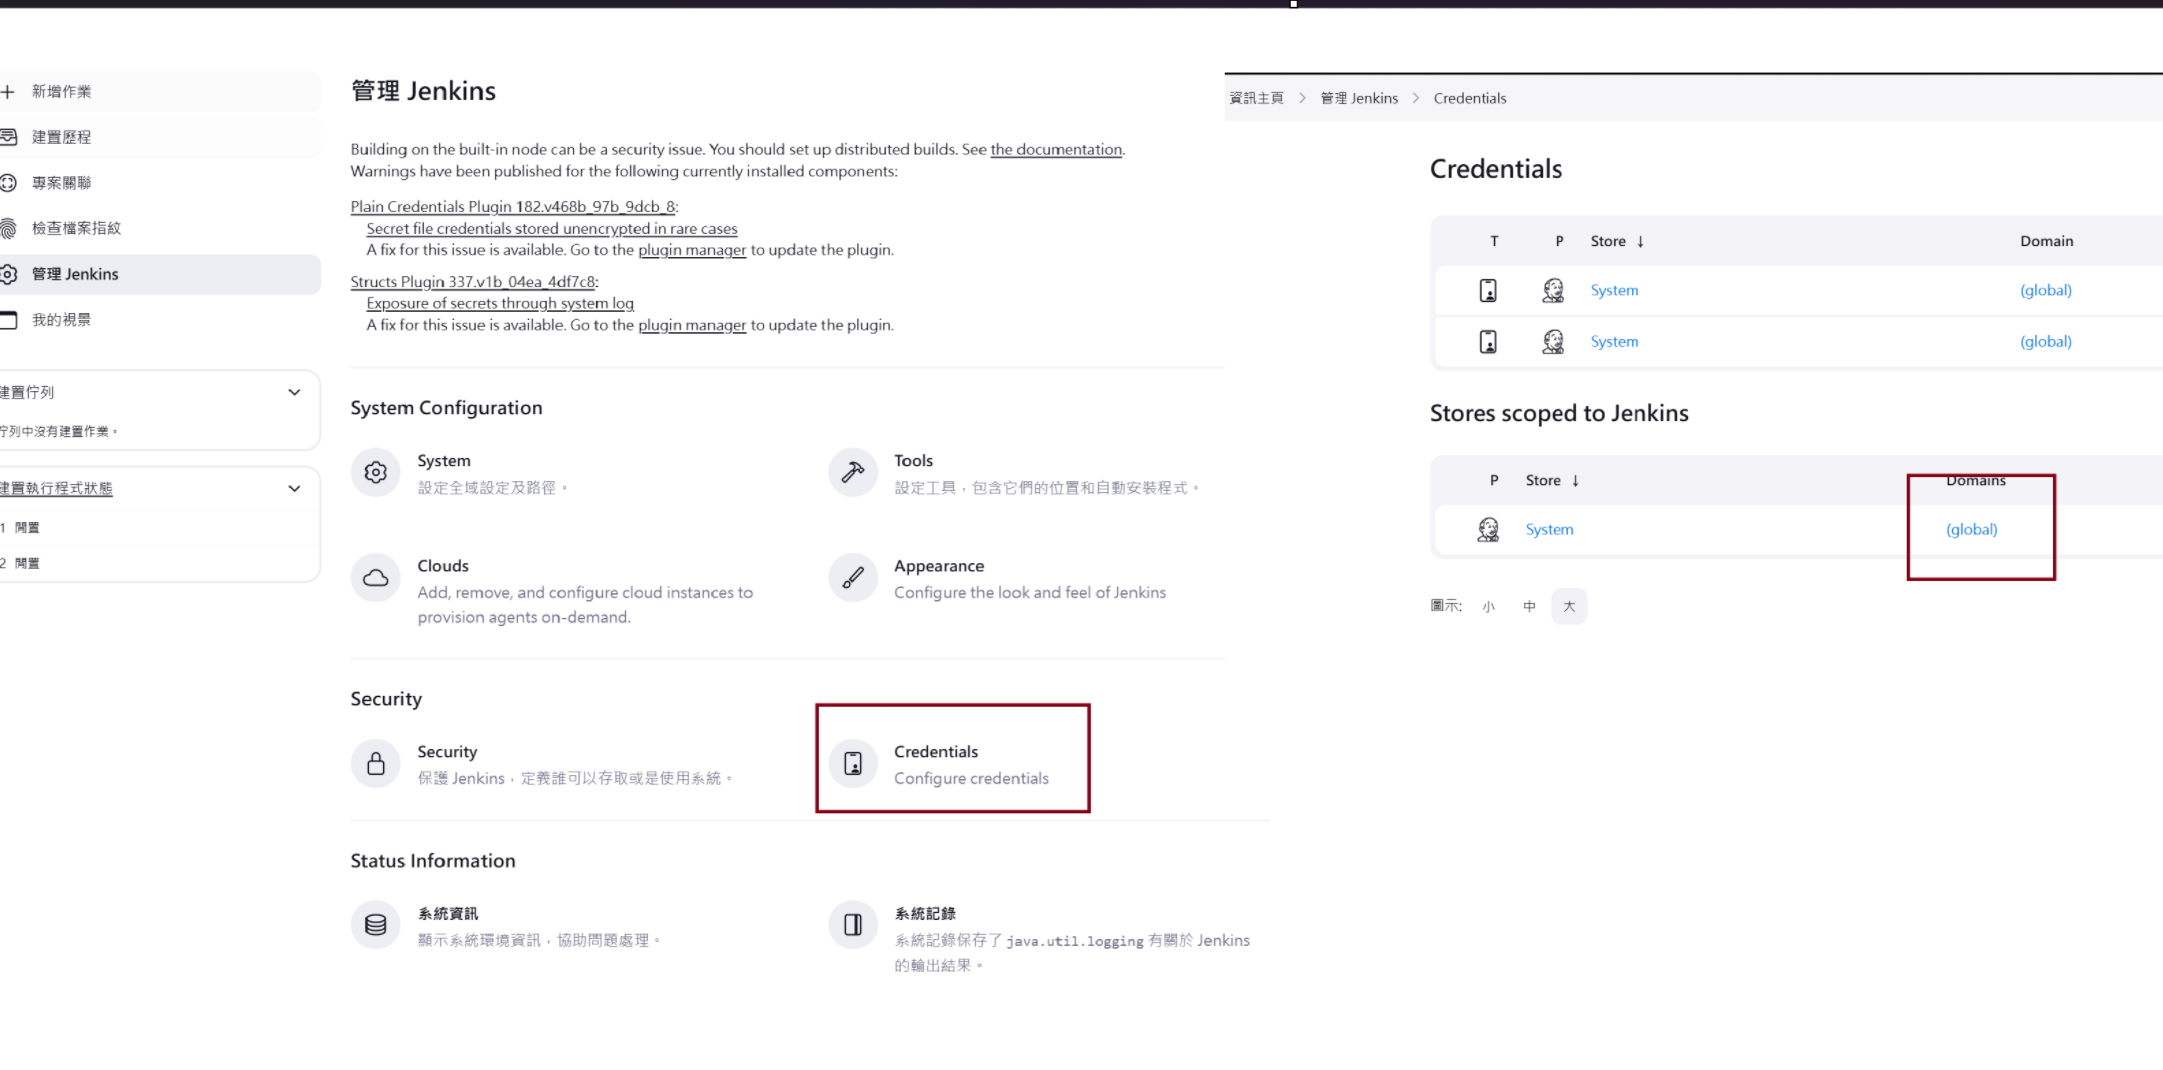 新增作業
建置歷程
專案關聯
檢查檔案指紋
管理 Jenkins
我的視景
建置佇列
佇列中沒有建置作業。
建置執行程式狀態
1 閒置
2 閒置
管理 Jenkins
Building on the built-in node can be a security issue. You should set up distributed builds. See the documentation.
Warnings have been published for the following currently installed components:
Plain Credentials Plugin 182.v468b_97b_9dcb_8:
Secret file credentials stored unencrypted in rare cases
A fix for this issue is available. Go to the plugin manager to update the plugin.
Structs Plugin 337.v1b_04ea_4df7c8:
Exposure of secrets through system log
A fix for this issue is available. Go to the plugin manager to update the plugin.
System Configuration
System
設定全域設定及路徑。
Tools
設定工具，包含它們的位置和自動安裝程式。
Clouds
Add, remove, and configure cloud instances to
provision agents on-demand.
Appearance
Configure the look and feel of Jenkins
Security
Security
保護 Jenkins，定義誰可以存取或是使用系統。
Credentials
Configure credentials
Status Information
系統資訊
顯示系統環境資訊，協助問題處理。
系統記錄
系統記錄保存了 java.util.logging 有關於 Jenkins
的輸出結果。
資訊主頁 > 管理 Jenkins > Credentials
Credentials
T P Store ↓ Domain
System (global)
System (global)
Stores scoped to Jenkins
P Store ↓ Domains
System (global)
圖示: 小 中 大